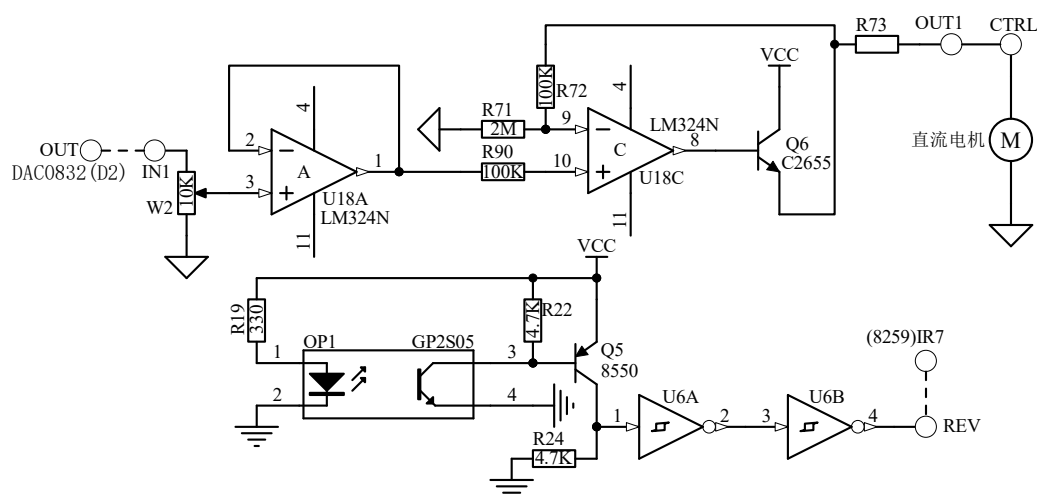 R73
OUT1
CTRL
VCC
100K
R72
4
4
R71
2M
9
LM324N
OUT
DAC0832(D2)
IN1
2
1
R90
C
8
Q6
C2655
直流电机
M
3
A
100K
10
10K
W2
U18A
LM324N
U18C
11
11
VCC
R19
330
4.7K
R22
OP1
GP2S05
3
Q5
8550
(8259)IR7
1
2
4
U6A
U6B
1
2
3
4
REV
R24
4.7K